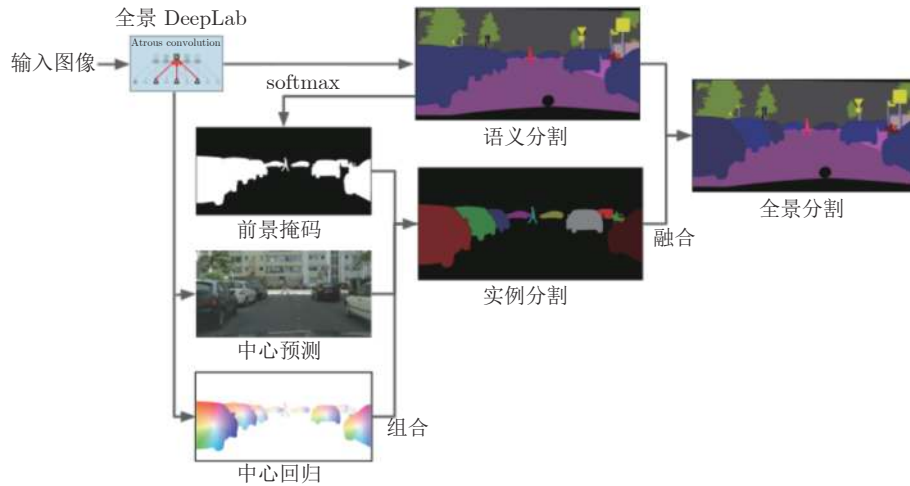 全景 DeepLab
Atrous convolution
输入图像
softmax
语义分割
前景掩码
全景分割
融合
实例分割
中心预测
组合
中心回归